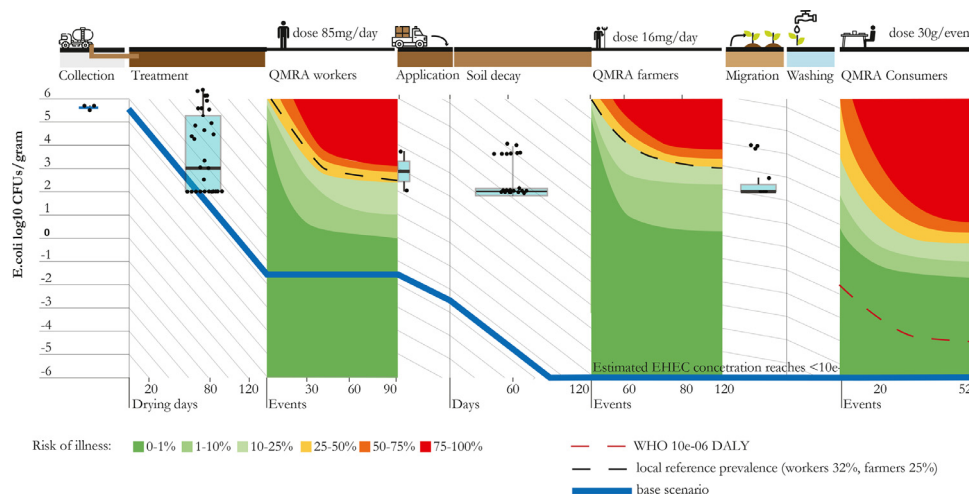 dose 85mg/day
dose 16mg/day
dose 30g/even
Collection
Treatment
QMRA workers
Application
Soil decay
QMRA farmers
Migration
Washing
QMRA Consumers
E.coli log10 CFUs/gram
6
5
4
3
2
1
0
-1
-2
-3
-4
-5
-6
Estimated EHEC concetration reaches <10e-
20 80 120
30 60 90
60 120
60 80 120
20 52
Drying days
Events
Days
Events
Events
Risk of illness: 0-1% 1-10% 10-25% 25-50% 50-75% 75-100%
WHO 10e-06 DALY
local reference prevalence (workers 32%, farmers 25%)
base scenario